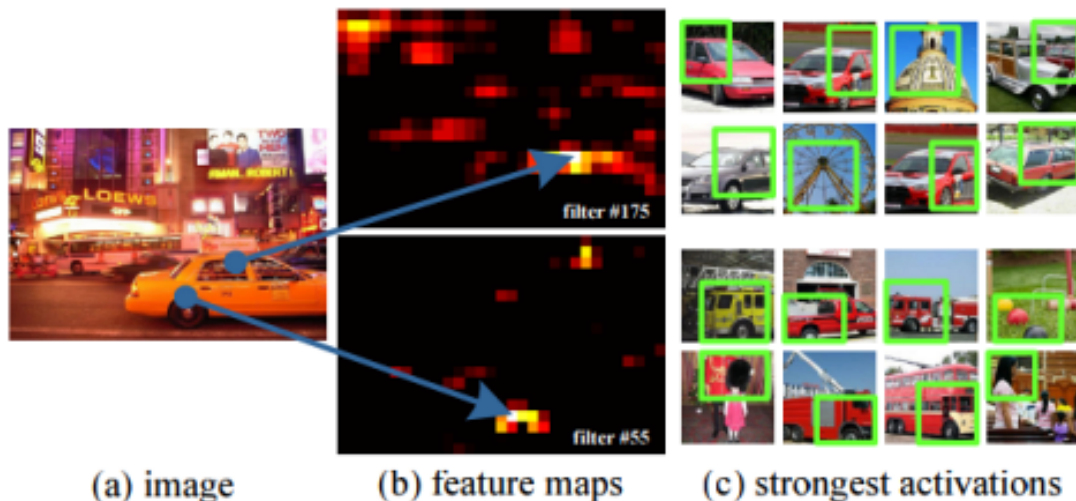 LOEWS
filter #175
filter #55
(a) image
(b) feature maps
(c) strongest activations